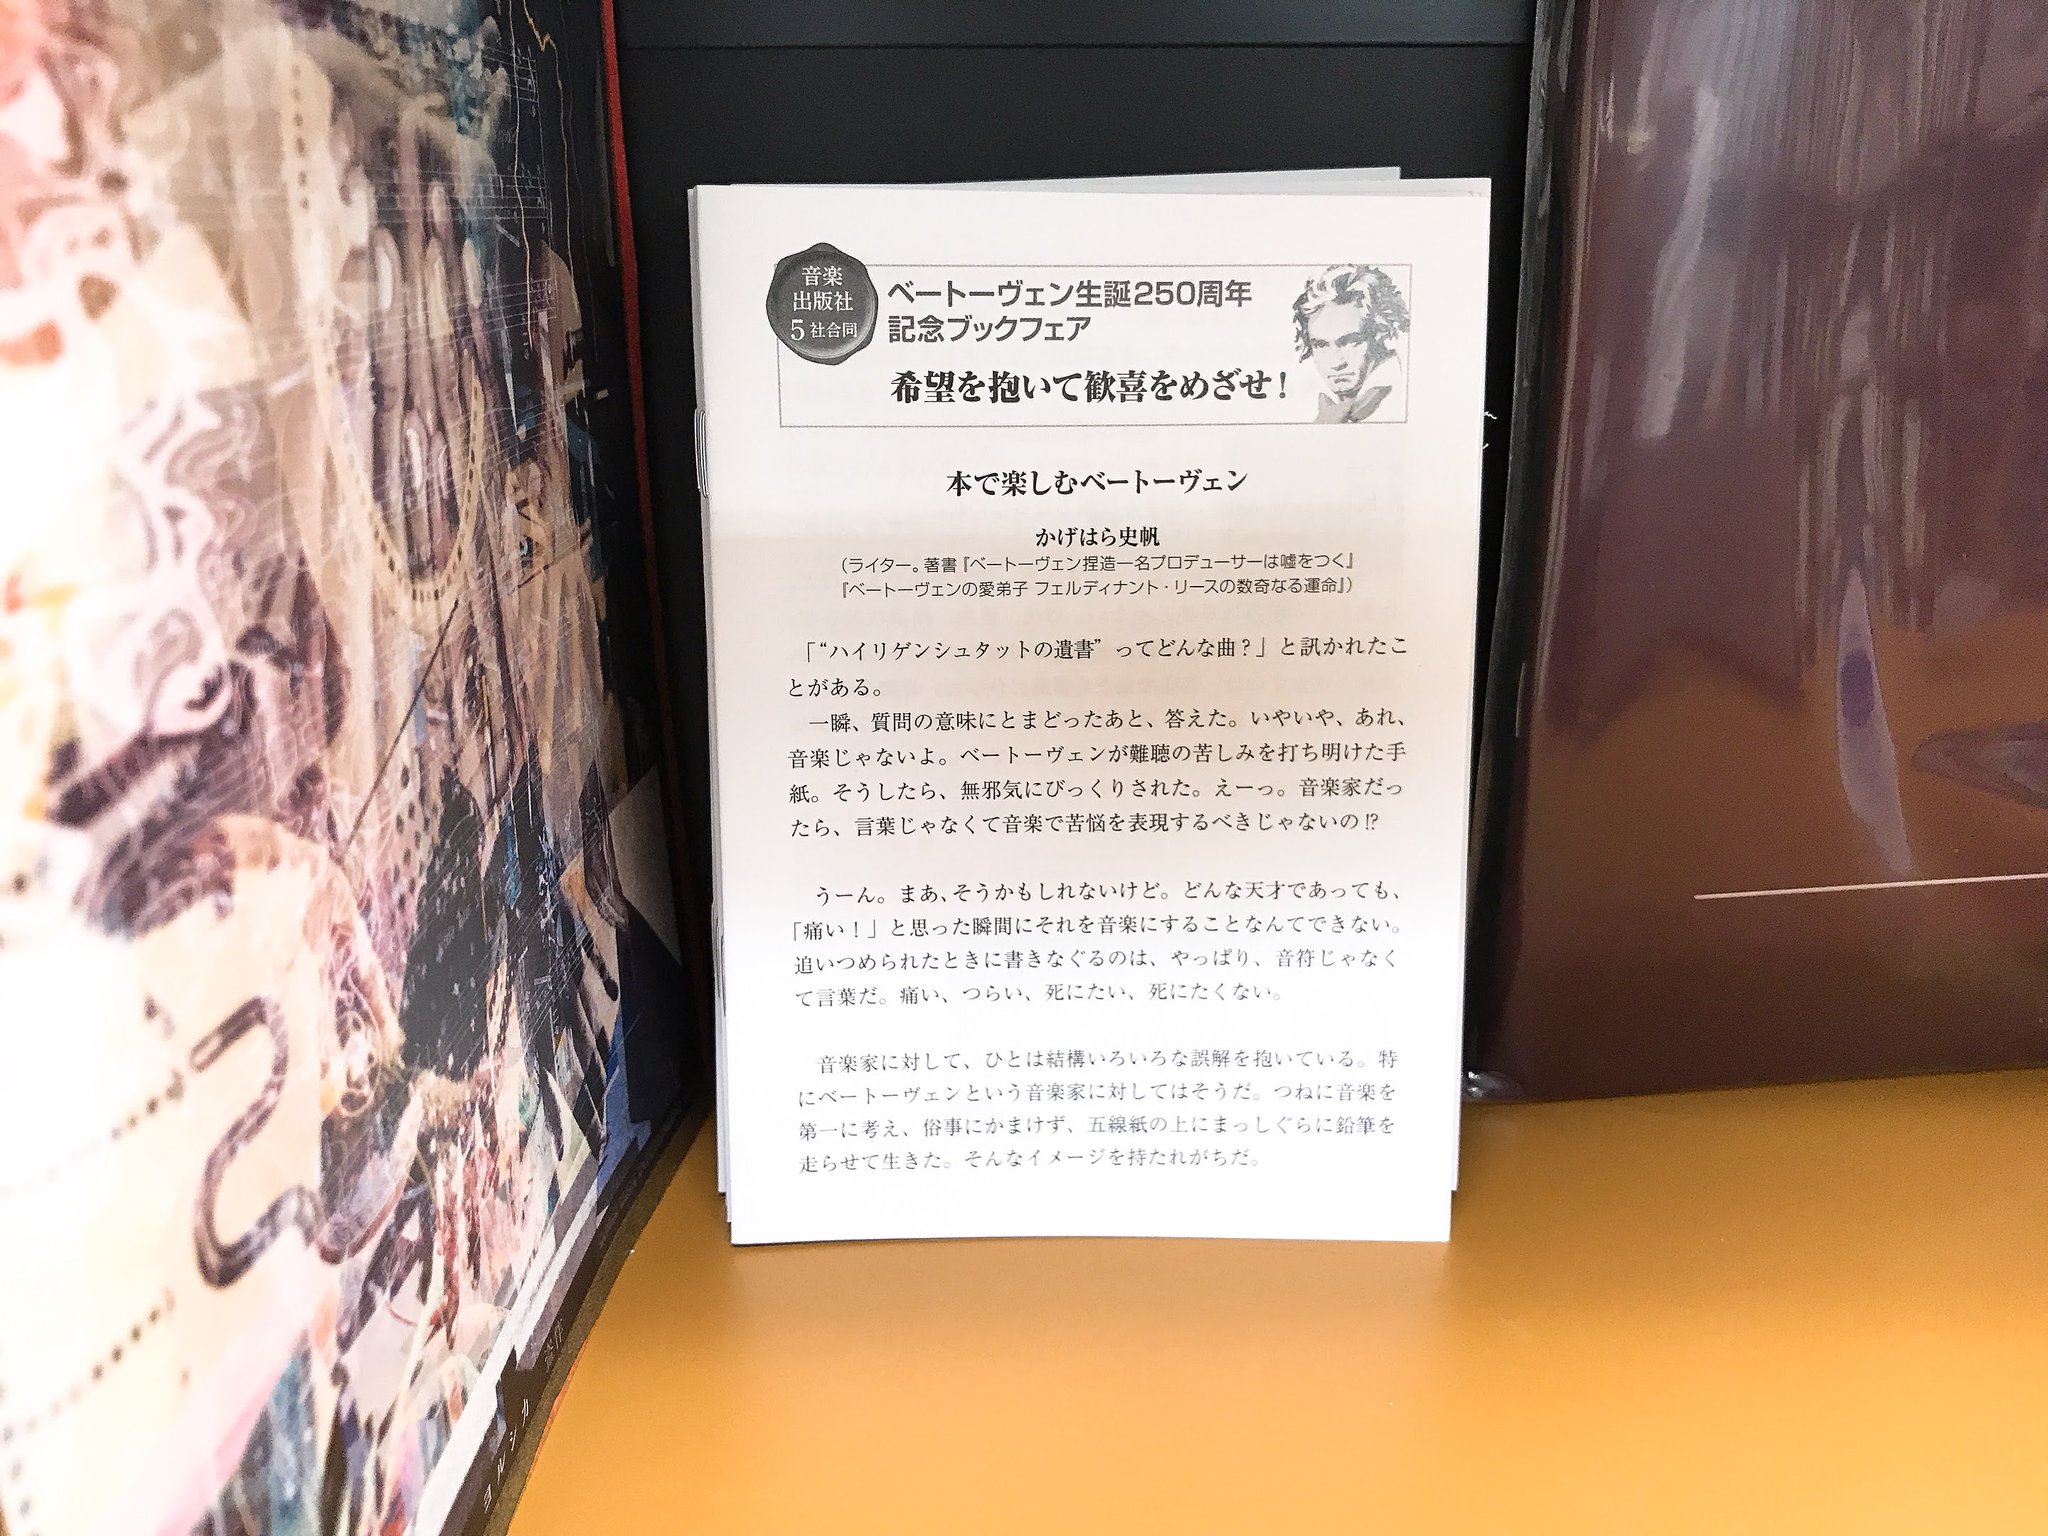 音楽
出版社
5社合同
ベートーヴェン生誕250周年
記念ブックフェア
希望を抱いて歓喜をめざせ!
本で楽しむベートーヴェン
かげはら史帆
(ライター。著書『ベートーヴェン捏造―名プロデューサーは嘘をつく』
『ベートーヴェンの愛弟子 フェルディナント・リースの数奇なる運命』)
「“ハイリゲンシュタットの遺書” ってどんな曲?」と訊かれたこ
とがある。
一瞬、質問の意味にとまどったあと、答えた。いやいや、あれ、
音楽じゃないよ。ベートーヴェンが難聴の苦しみを打ち明けた手
紙。そうしたら、無邪気にびっくりされた。えーっ。音楽家だっ
たら、言葉じゃなくて音楽で苦悩を表現するべきじゃないの!?
うーん。まあ、そうかもしれないけど。どんな天才であっても、
「痛い!」と思った瞬間にそれを音楽にすることなんてできない。
追いつめられたときに書きなぐるのは、やっぱり、音符じゃなく
て言葉だ。痛い、つらい、死にたい、死にたくない。
音楽家に対して、ひとは結構いろいろな誤解を抱いている。特
にベートーヴェンという音楽家に対してはそうだ。つねに音楽を
第一に考え、俗事にかまけず、五線紙の上にまっしぐらに鉛筆を
走らせて生きた。そんなイメージを持たれがちだ。
ヨルシカ
盗作